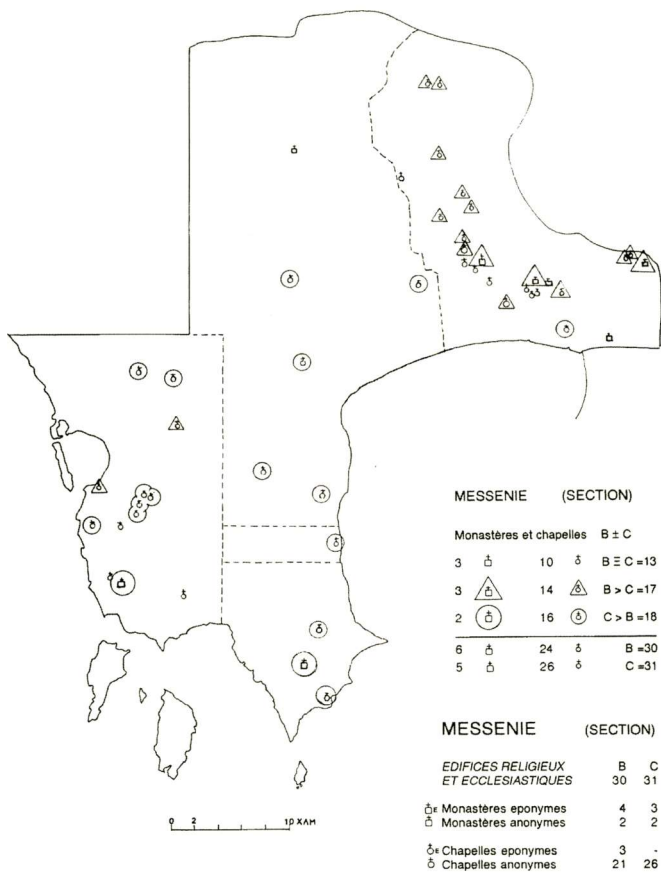 MESSENIE (SECTION)
Monastères et chapelles B ± C
3 10 B Ξ C =13
3 14 B > C =17
2 16 C > B =18
6 24 B =30
5 26 C =31
MESSENIE (SECTION)
EDIFICES RELIGIEUX B C
ET ECCLESIASTIQUES 30 31
E Monastères eponymes 4 3
Monastères anonymes 2 2
E Chapelles eponymes 3 -
Chapelles anonymes 21 26
0 2 10 ΧΛΜ